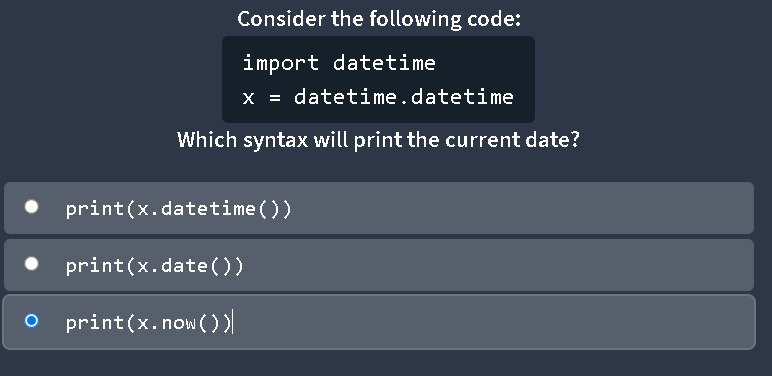 Consider the following code:
import datetime
x = datetime.datetime
Which syntax will print the current date?
print(x.datetime())
print(x.date())
print(x.now())